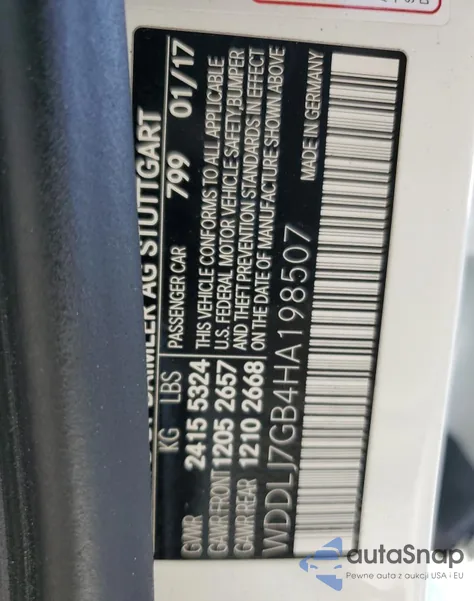 DAIMLER AG STUTTGART
PASSENGER CAR 799 01/17
KG LBS THIS VEHICLE CONFORMS TO ALL APPLICABLE
GVWR 2415 5324 U.S. FEDERAL MOTOR VEHICLE SAFETY,BUMPER
GAWR FRONT 1205 2657 AND THEFT PREVENTION STANDARDS IN EFFECT
GAWR REAR 1210 2668 ON THE DATE OF MANUFACTURE SHOWN ABOVE
WDDLJ7GB4HA198507 MADE IN GERMANY
autoSnap
Pewne auta z aukcji USA i EU